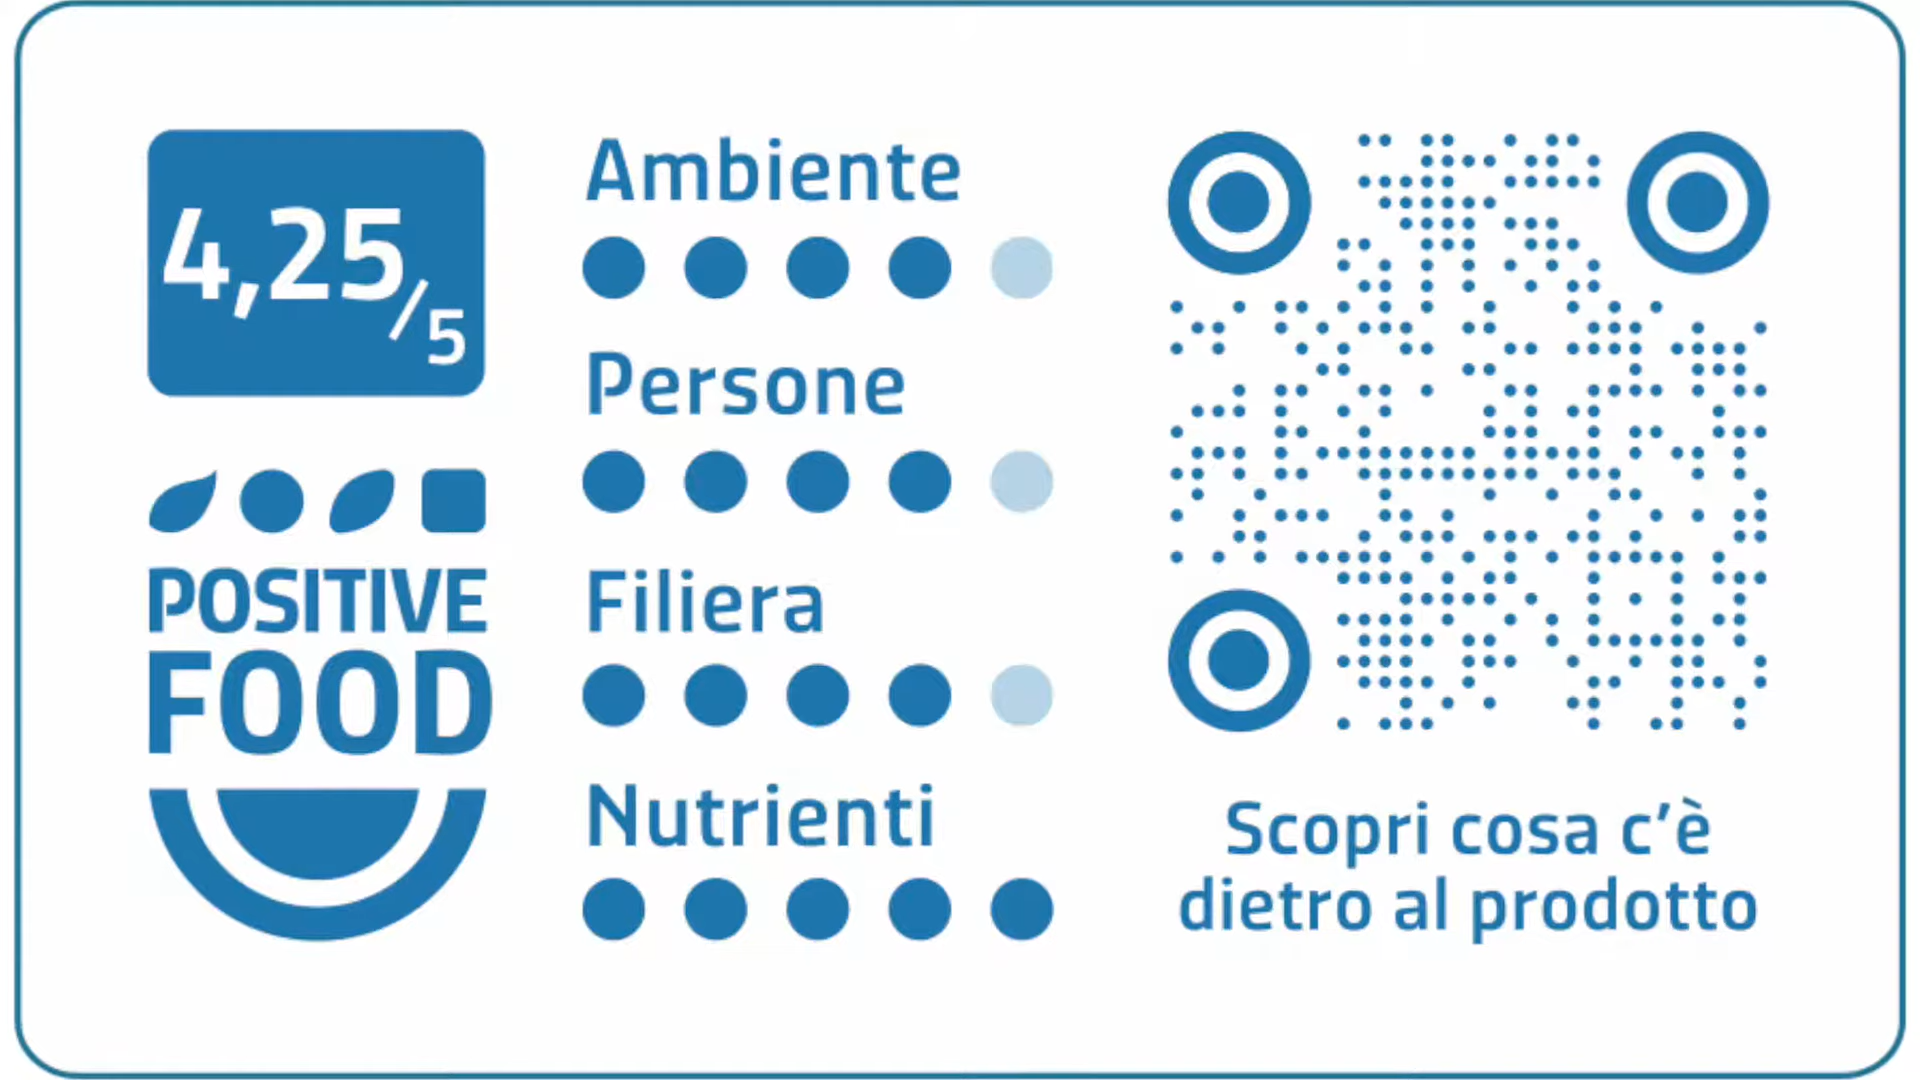 4,25/5
POSITIVE
FOOD
Ambiente
Persone
Filiera
Nutrienti
Scopri cosa c’è
dietro al prodotto